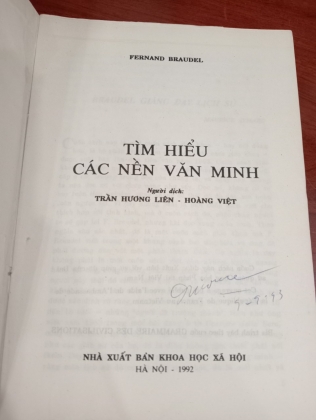 FERNAND BRAUDEL
TÌM HIỂU
CÁC NỀN VĂN MINH
Người dịch:
TRẦN HƯƠNG LIÊN - HOÀNG VIỆT
NHÀ XUẤT BẢN KHOA HỌC XÃ HỘI
HÀ NỘI - 1992